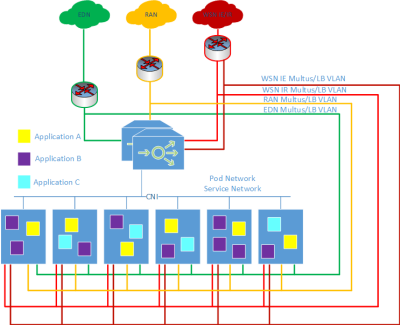 EDN
RAN
WSN IE Multus/LB VLAN
WSN IR Multus/LB VLAN
RAN Multus/LB VLAN
EDN Multus/LB VLAN
Application A
Application B
Application C
Pod Network
Service Network
CNI